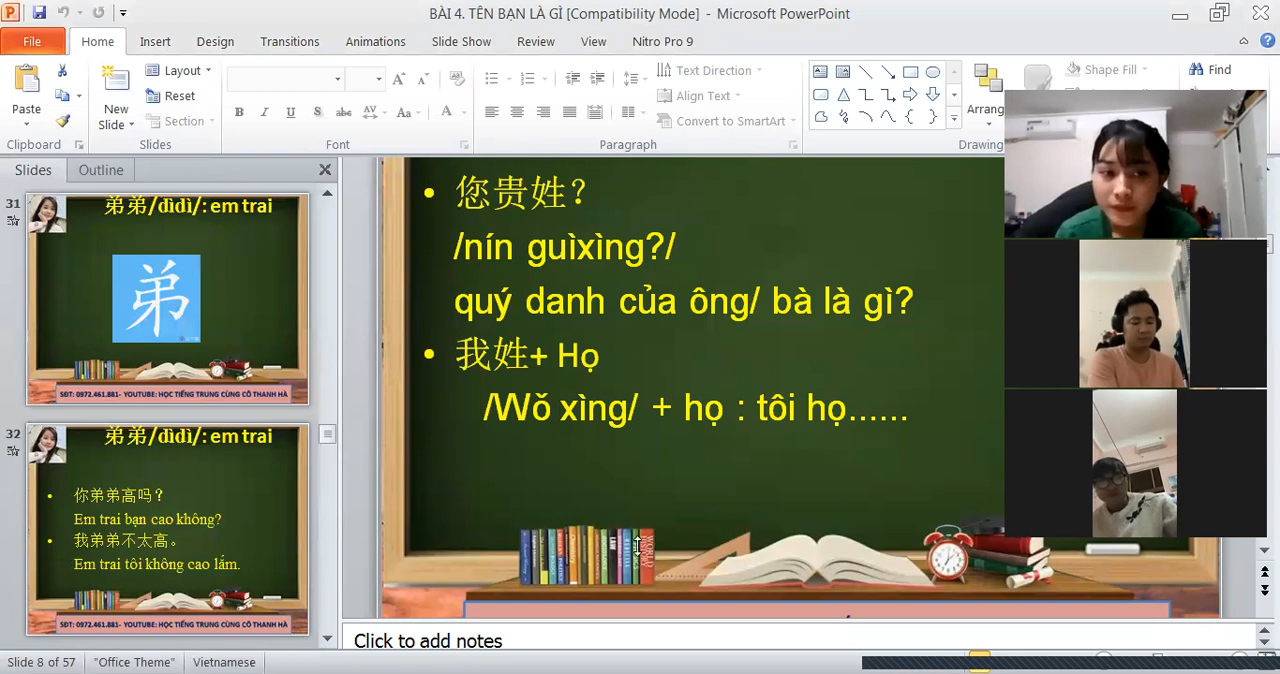 BÀI 4. TÊN BẠN LÀ GÌ [Compatibility Mode] - Microsoft PowerPoint
File Home Insert Design Transitions Animations Slide Show Review View Nitro Pro 9
Paste
New Slide
Layout
Reset
Section
Text Direction
Align Text
Convert to SmartArt
Arrang
Shape Fill
Find
Clipboard Slides Font Paragraph Drawing
Slides Outline
31
弟弟/dìdì/: em trai
弟
SĐT: 0972.461.881- YOUTUBE: HỌC TIẾNG TRUNG CÙNG CÔ THANH HÀ
32
弟弟/dìdì/: em trai
• 你弟弟高吗?
Em trai bạn cao không?
• 我弟弟不太高。
Em trai tôi không cao lắm.
SĐT: 0972.461.881- YOUTUBE: HỌC TIẾNG TRUNG CÙNG CÔ THANH HÀ
• 您贵姓?
/nín guìxìng?/
quý danh của ông/ bà là gì?
• 我姓+ Họ
/Wǒ xìng/ + họ : tôi họ......
Click to add notes
Slide 8 of 57 "Office Theme" Vietnamese